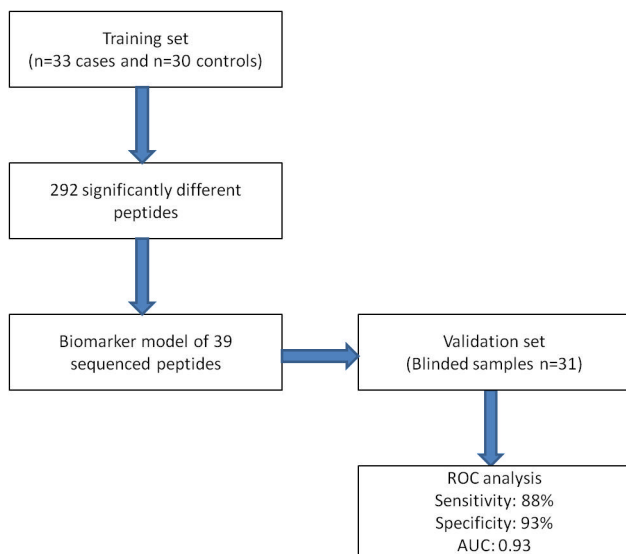 Training set
(n=33 cases and n=30 controls)
292 significantly different
peptides
Biomarker model of 39
sequenced peptides
Validation set
(Blinded samples n=31)
ROC analysis
Sensitivity: 88%
Specificity: 93%
AUC: 0.93